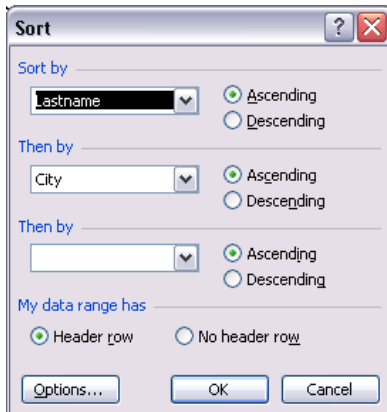 Sort
?
Sort by
Lastname
Ascending
Descending
Then by
City
Ascending
Descending
Then by
Ascending
Descending
My data range has
Header row
No header row
Options...
OK
Cancel